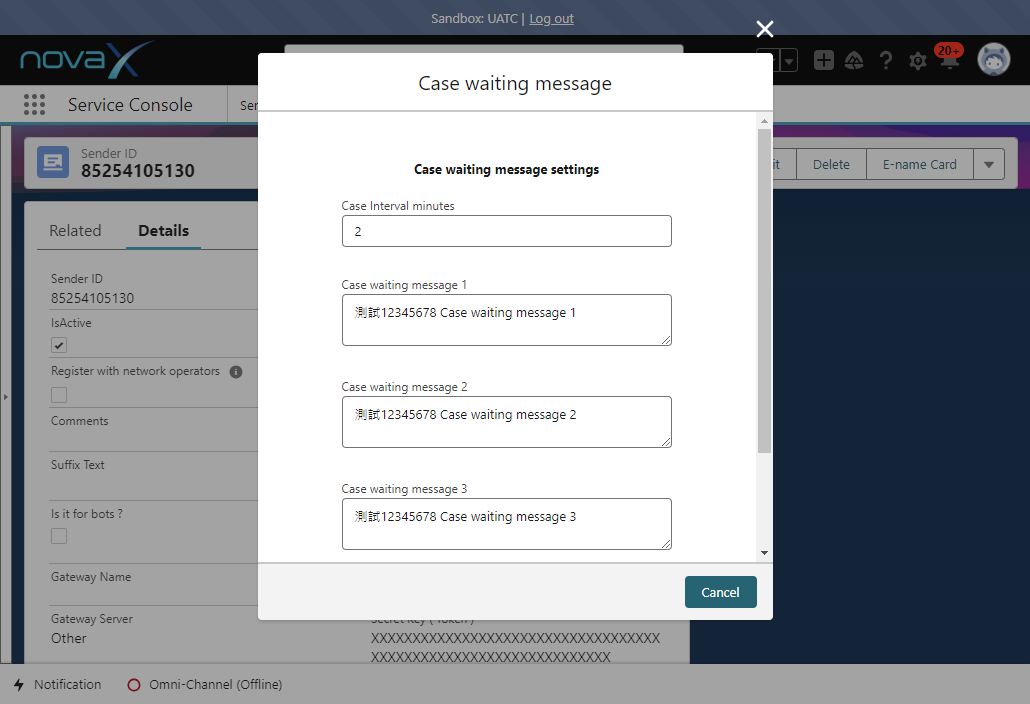 Sandbox: UATC | Log out
novaX
20+
Service Console
Ser
Sender ID
85254105130
it
Delete
E-name Card
Related
Details
Sender ID
85254105130
IsActive
Register with network operators
Comments
Suffix Text
Is it for bots ?
Gateway Name
Gateway Server
Other
Secret Key ( Token )
XXXXXXXXXXXXXXXXXXXXXXXXXXXXXXXXXXX
XXXXXXXXXXXXXXXXXXXXXXXXXXXXX
Case waiting message
Case waiting message settings
Case Interval minutes
2
Case waiting message 1
測試12345678 Case waiting message 1
Case waiting message 2
測試12345678 Case waiting message 2
Case waiting message 3
測試12345678 Case waiting message 3
Cancel
Notification
Omni-Channel (Offline)